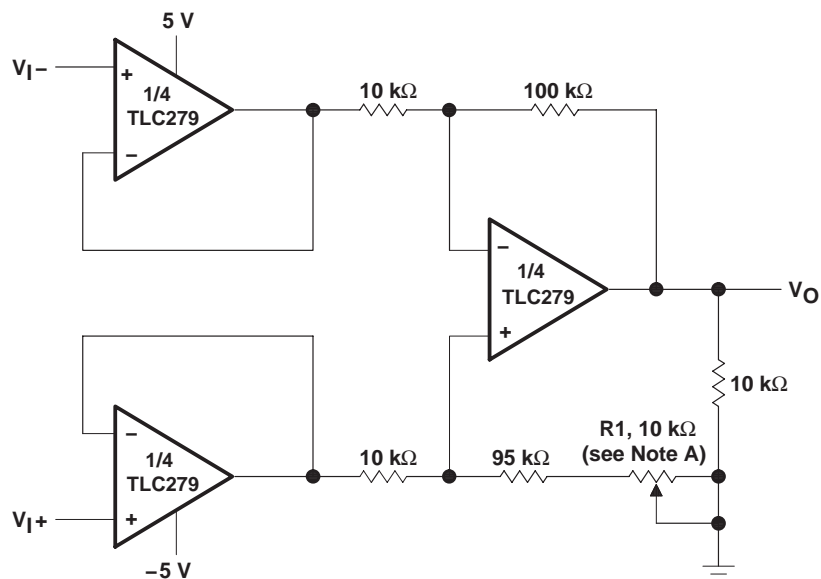 5 V
VI−
+
1/4
TLC279
−
10 kΩ
100 kΩ
−
1/4
TLC279
+
VO
10 kΩ
R1, 10 kΩ
(see Note A)
−
1/4
TLC279
+
10 kΩ
95 kΩ
VI+
−5 V